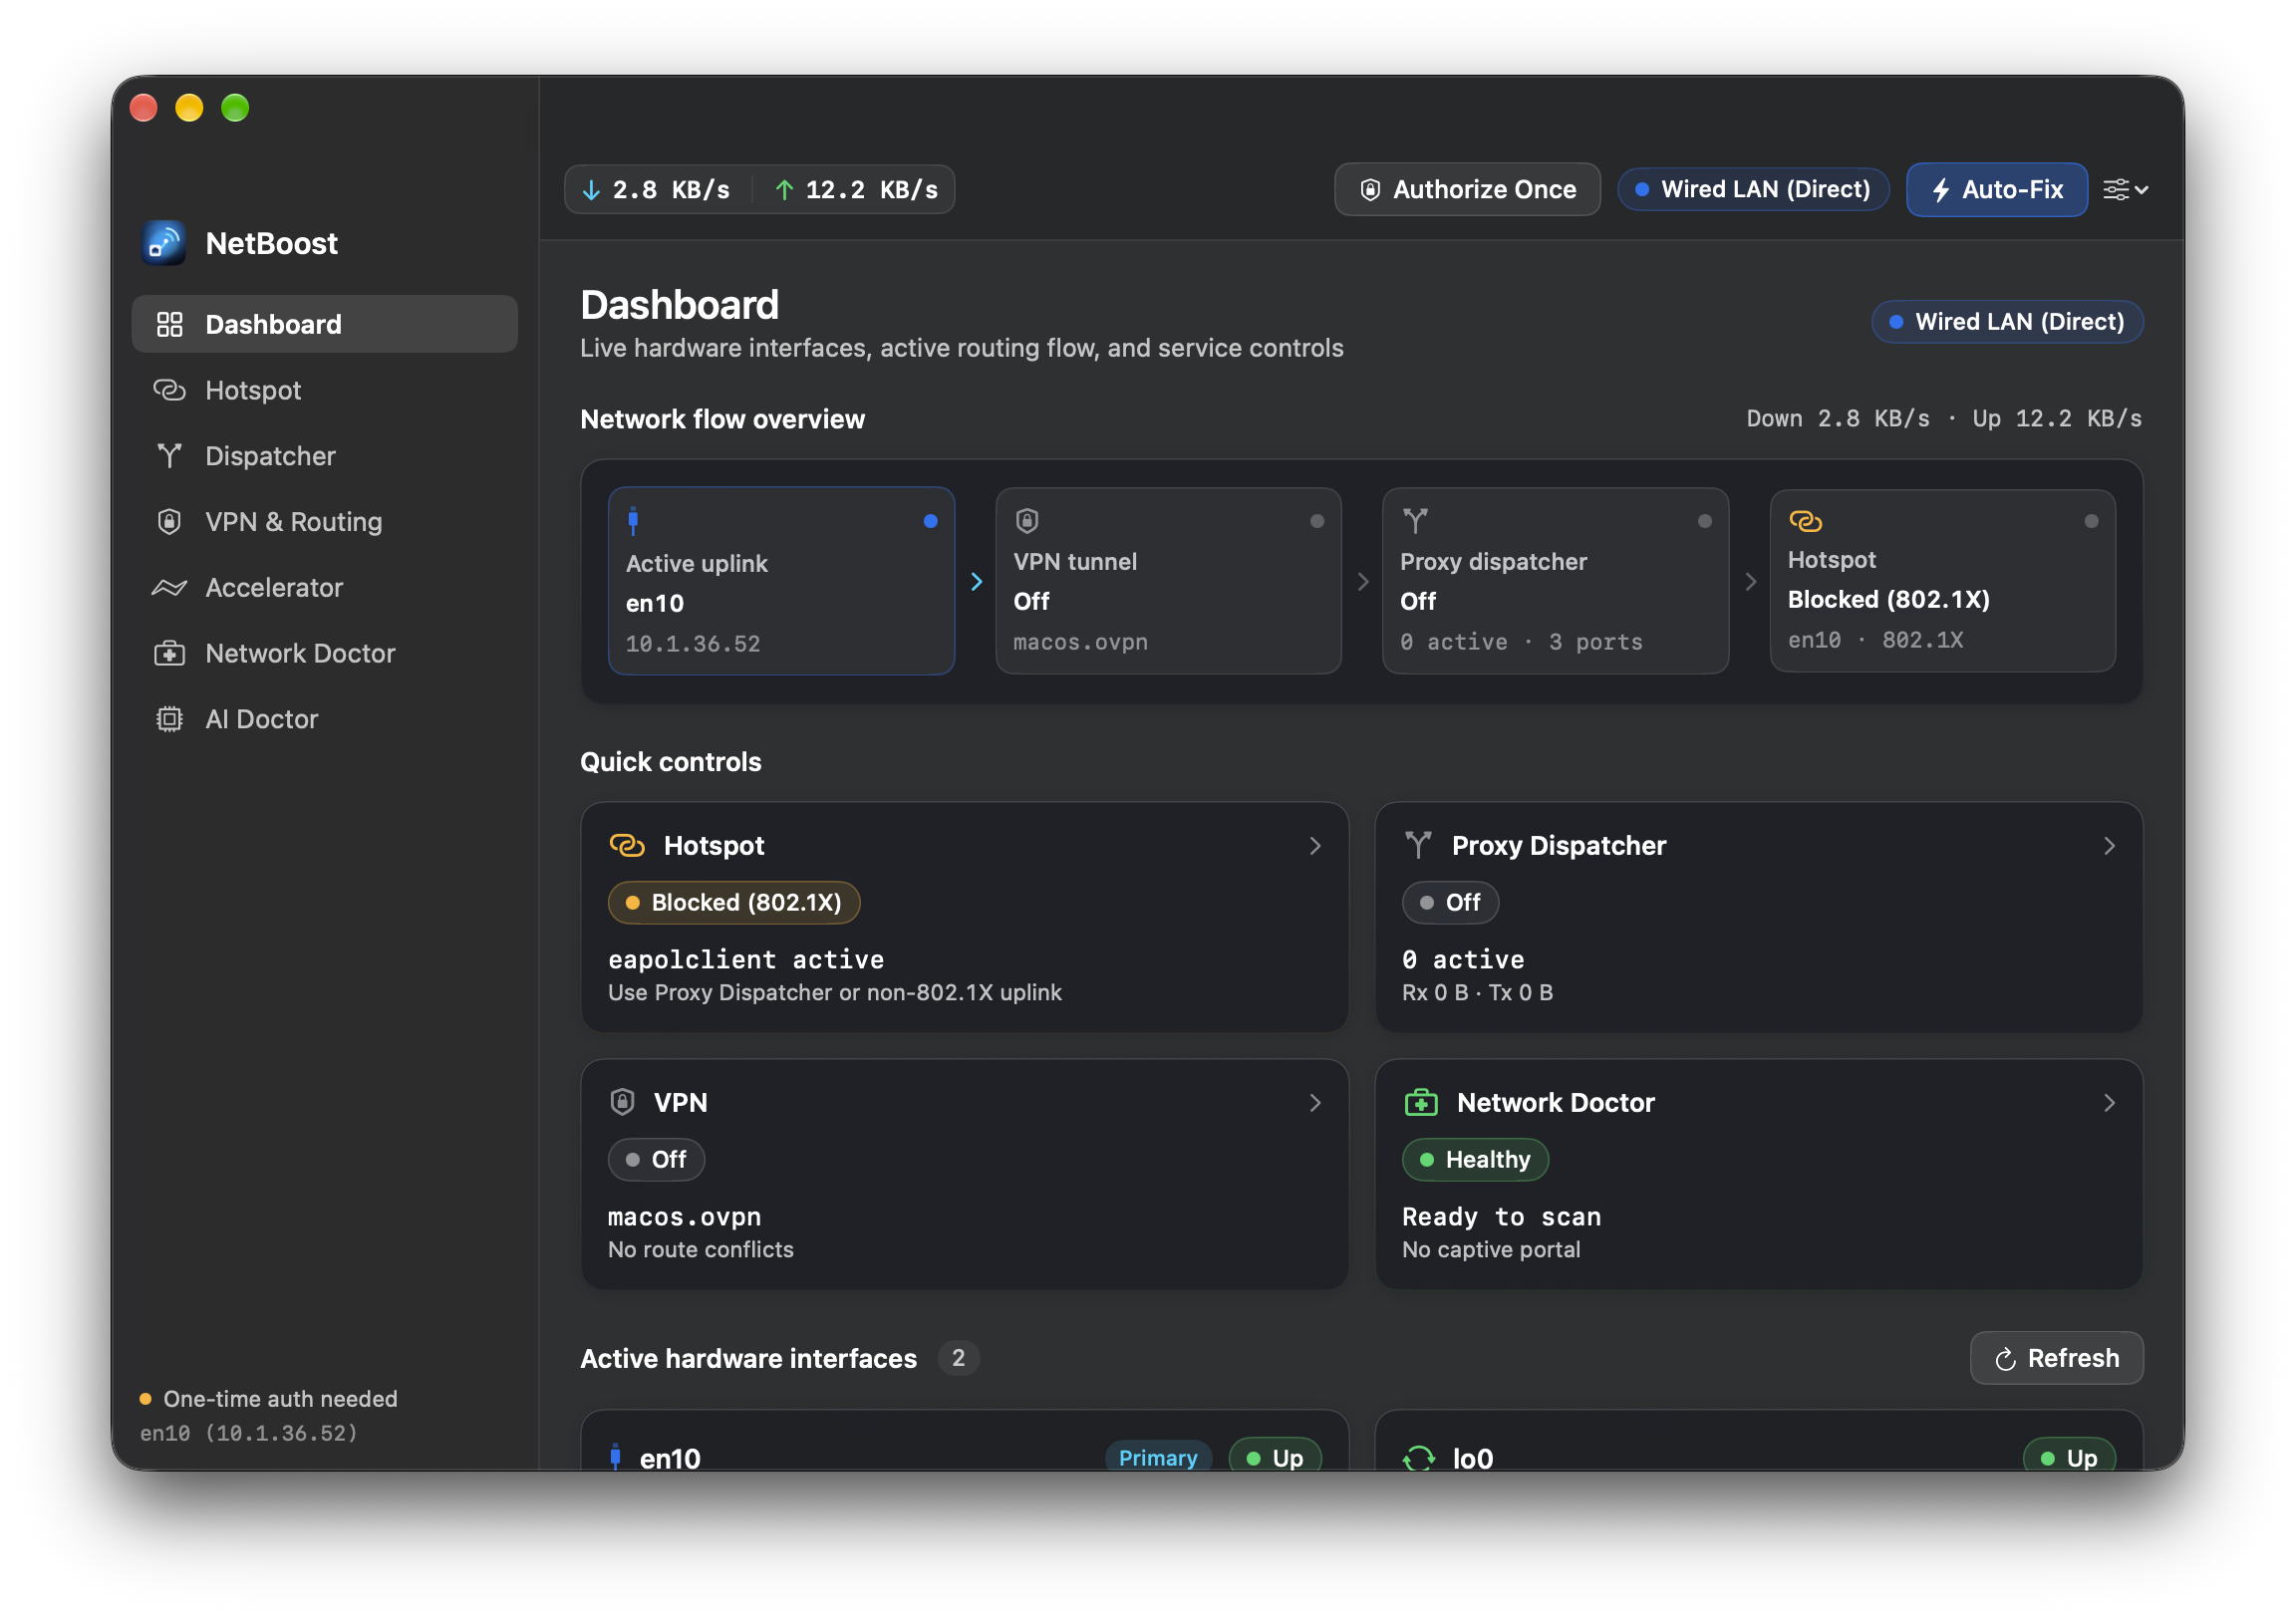 2.8 KB/s
12.2 KB/s
Authorize Once
Wired LAN (Direct)
Auto-Fix
NetBoost
Dashboard
Hotspot
Dispatcher
VPN & Routing
Accelerator
Network Doctor
AI Doctor
One-time auth needed
en10 (10.1.36.52)
Dashboard
Live hardware interfaces, active routing flow, and service controls
Wired LAN (Direct)
Network flow overview
Down 2.8 KB/s · Up 12.2 KB/s
Active uplink
en10
10.1.36.52
VPN tunnel
Off
macos.ovpn
Proxy dispatcher
Off
0 active · 3 ports
Hotspot
Blocked (802.1X)
en10 · 802.1X
Quick controls
Hotspot
Blocked (802.1X)
eapolclient active
Use Proxy Dispatcher or non-802.1X uplink
Proxy Dispatcher
Off
0 active
Rx 0 B · Tx 0 B
VPN
Off
macos.ovpn
No route conflicts
Network Doctor
Healthy
Ready to scan
No captive portal
Active hardware interfaces 2
Refresh
en10
Primary
Up
lo0
Up